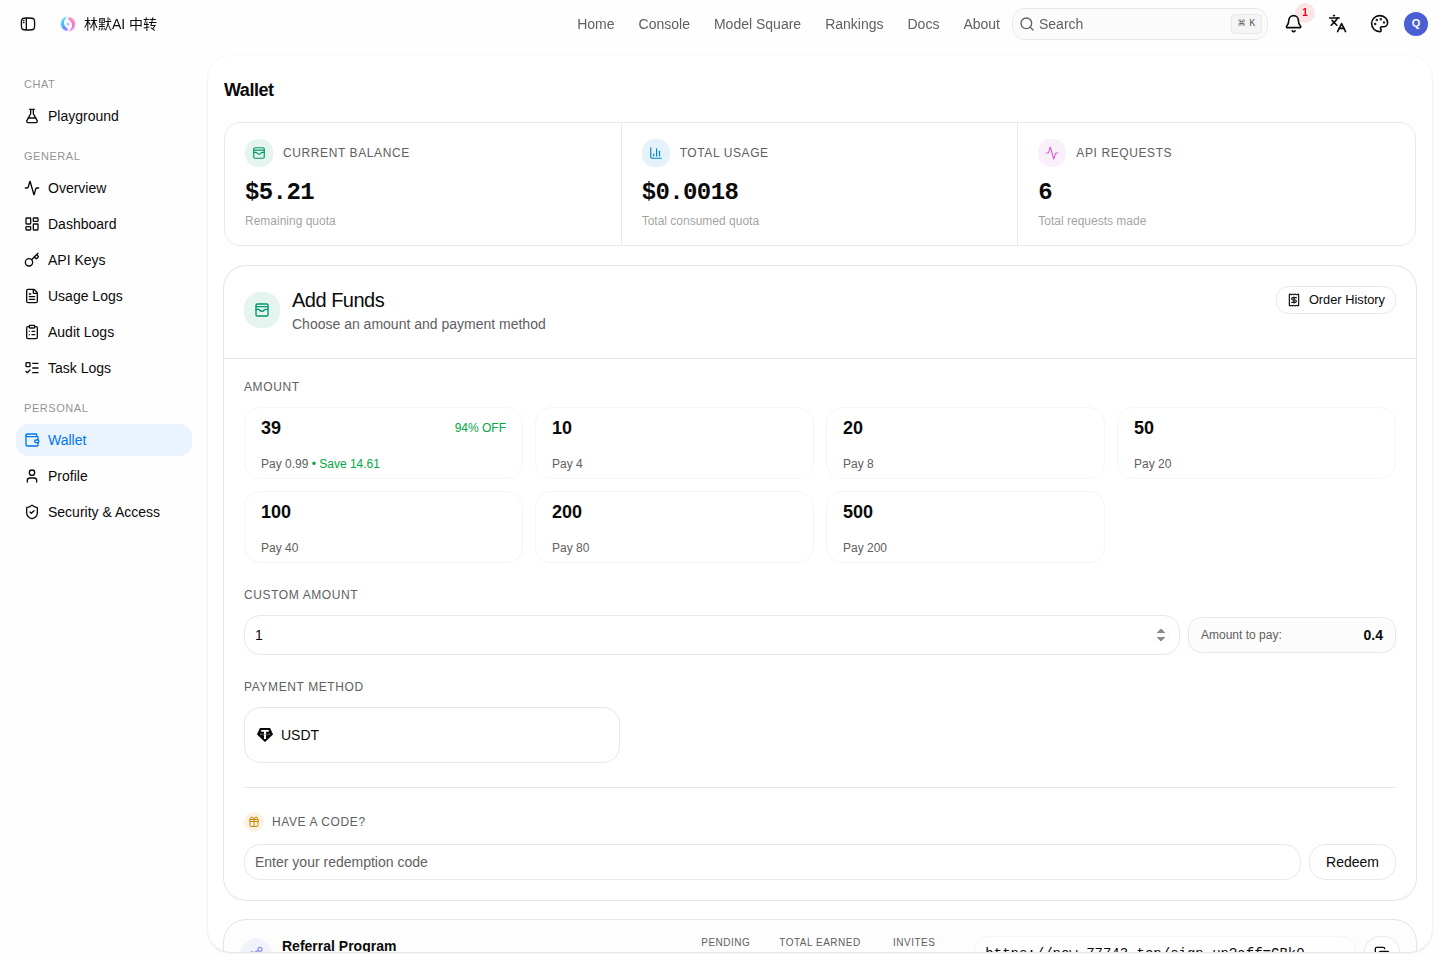 林默AI 中转
Home
Console
Model Square
Rankings
Docs
About
Search
⌘ K
1
Q
CHAT
Playground
GENERAL
Overview
Dashboard
API Keys
Usage Logs
Audit Logs
Task Logs
PERSONAL
Wallet
Profile
Security & Access
Wallet
CURRENT BALANCE
$5.21
Remaining quota
TOTAL USAGE
$0.0018
Total consumed quota
API REQUESTS
6
Total requests made
Add Funds
Choose an amount and payment method
Order History
AMOUNT
39
94% OFF
Pay 0.99 • Save 14.61
10
Pay 4
20
Pay 8
50
Pay 20
100
Pay 40
200
Pay 80
500
Pay 200
CUSTOM AMOUNT
1
Amount to pay:
0.4
PAYMENT METHOD
USDT
HAVE A CODE?
Enter your redemption code
Redeem
Referral Program
PENDING
TOTAL EARNED
INVITES